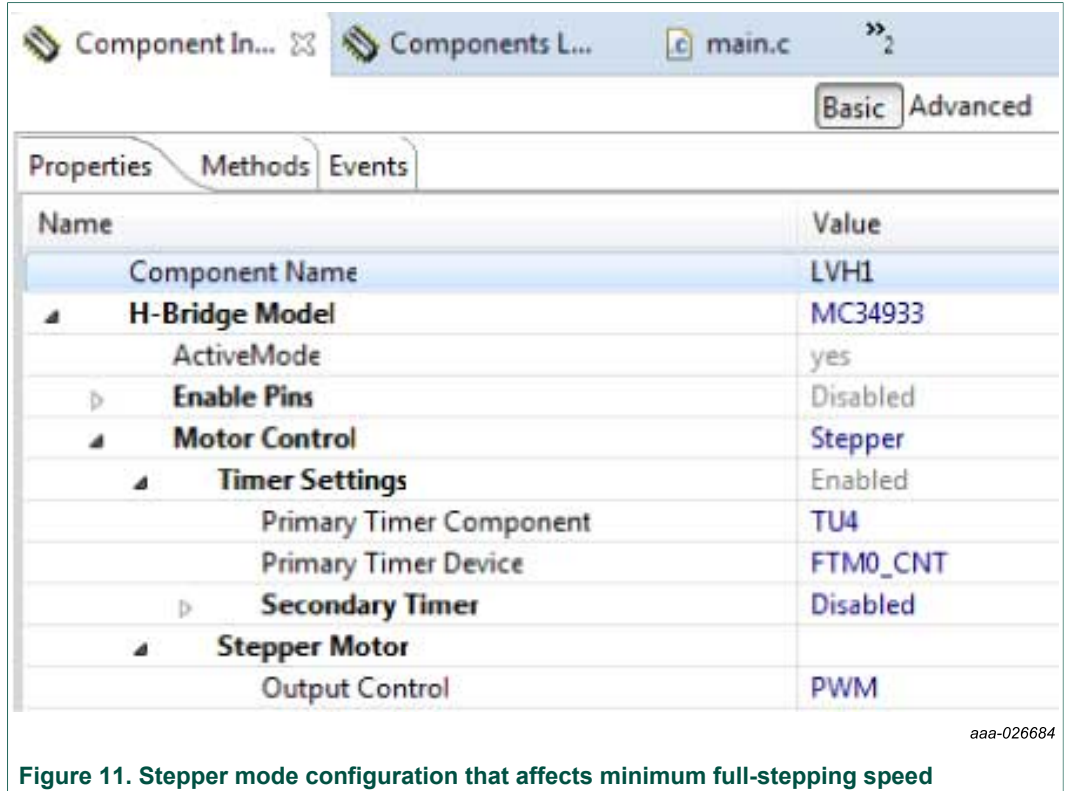 Component In... Components L... main.c »2
Basic Advanced
Properties Methods Events
Name Value
Component Name LVH1
H-Bridge Model MC34933
ActiveMode yes
Enable Pins Disabled
Motor Control Stepper
Timer Settings Enabled
Primary Timer Component TU4
Primary Timer Device FTM0_CNT
Secondary Timer Disabled
Stepper Motor
Output Control PWM
aaa-026684
Figure 11. Stepper mode configuration that affects minimum full-stepping speed